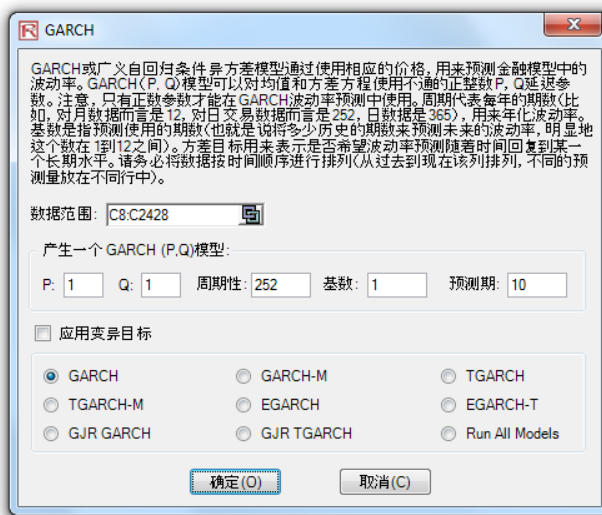 GARCH
GARCH或广义自回归条件异方差模型通过使用相应的价格, 用来预测金融模型中的
波动率。GARCH(P, Q)模型可以对均值和方差方程使用不通的正整数P, Q延迟参
数。注意, 只有正数参数才能在GARCH波动率预测中使用。周期代表每年的期数(比
如, 对月数据而言是12, 对日交易数据而言是252, 日数据是365), 用来年化波动率。
基数是指预测使用的期数(也就是说将多少历史的期数来预测未来的波动率, 明显地
这个数在 1到12之间)。方差目标用来表示是否希望波动率预测随着时间回复到某一
个长期水平。请务必将数据按时间顺序进行排列(从过去到现在该列排列, 不同的预
测量放在不同行中)。
数据范围: C8:C2428
产生一个 GARCH (P,Q)模型:
P: 1 Q: 1 周期性: 252 基数: 1 预测期: 10
应用变异目标
GARCH GARCH-M TGARCH
TGARCH-M EGARCH EGARCH-T
GJR GARCH GJR TGARCH Run All Models
确定(O) 取消(C)